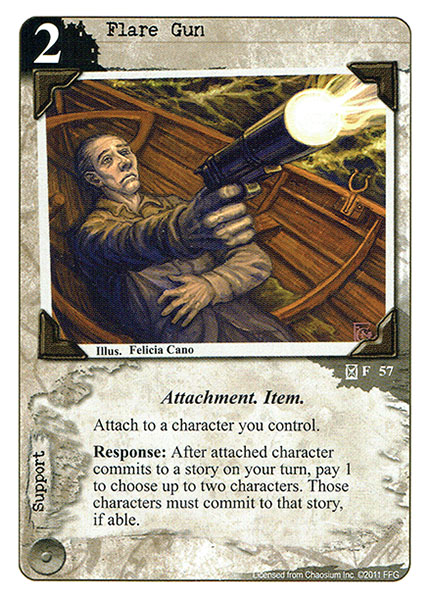 2
Flare Gun
Illus. Felicia Cano
F 57
Attachment. Item.
Attach to a character you control.
Response: After attached character
commits to a story on your turn, pay 1
to choose up to two characters. Those
characters must commit to that story,
if able.
Support
Licensed from Chaosium Inc. ©2011 FFG